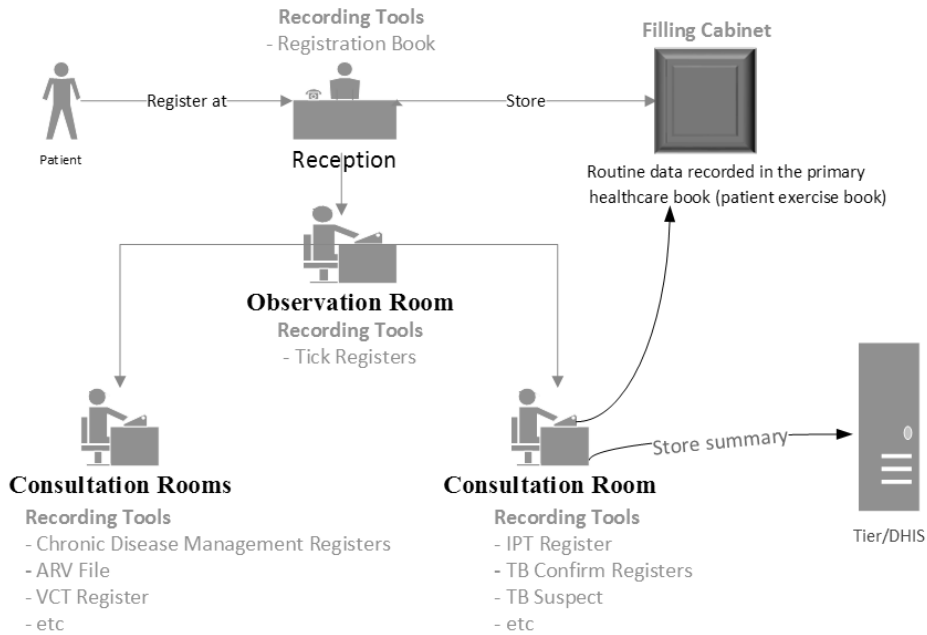 Recording Tools
- Registration Book
Filling Cabinet
Register at
Store
Patient
Reception
Routine data recorded in the primary
healthcare book (patient exercise book)
Observation Room
Recording Tools
- Tick Registers
Store summary
Tier/DHIS
Consultation Rooms
Recording Tools
- Chronic Disease Management Registers
- ARV File
- VCT Register
- etc
Consultation Room
Recording Tools
- IPT Register
- TB Confirm Registers
- TB Suspect
- etc